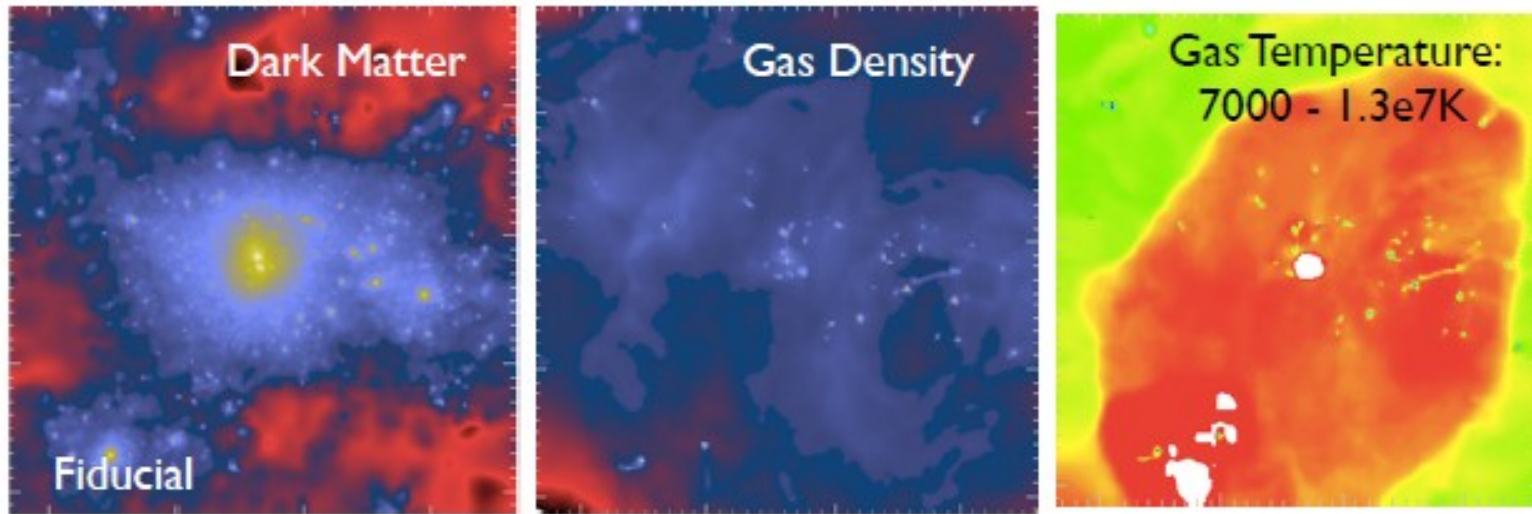 Dark Matter
Fiducial
Gas Density
Gas Temperature:
7000 - 1.3e7K